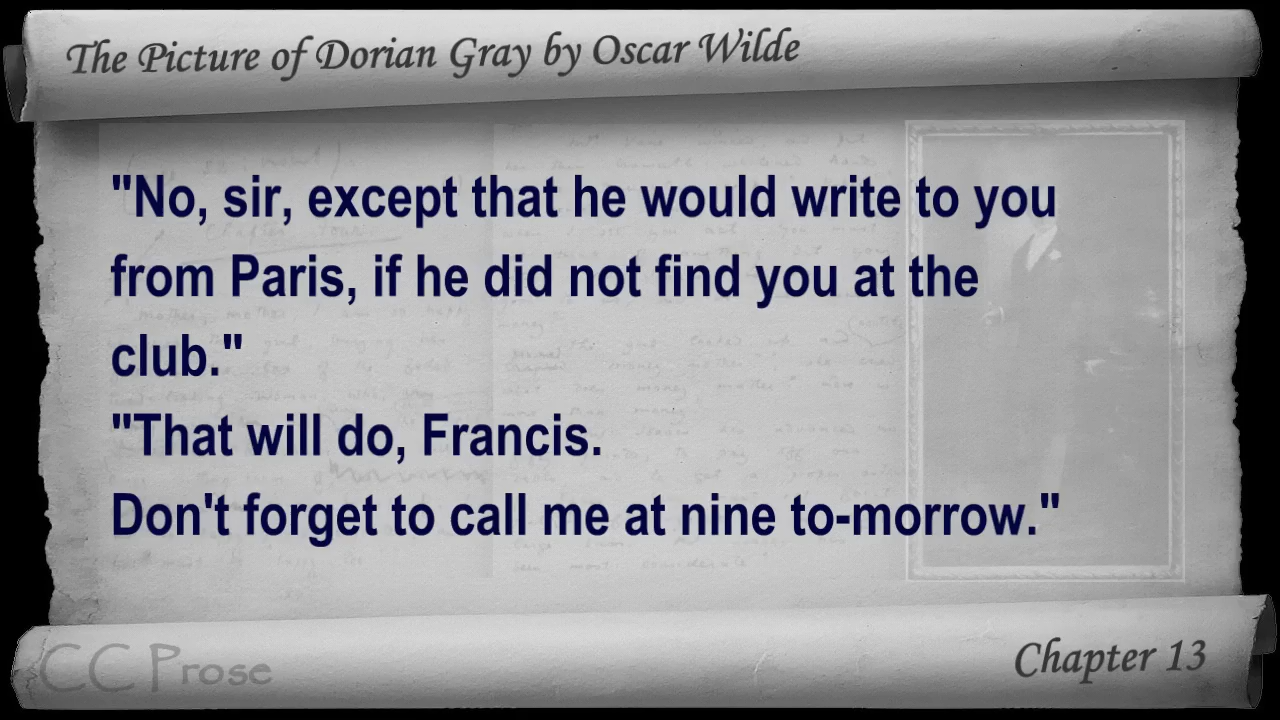 The Picture of Dorian Gray by Oscar Wilde
"No, sir, except that he would write to you
from Paris, if he did not find you at the
club."
"That will do, Francis.
Don't forget to call me at nine to-morrow."
CC Prose
Chapter 13